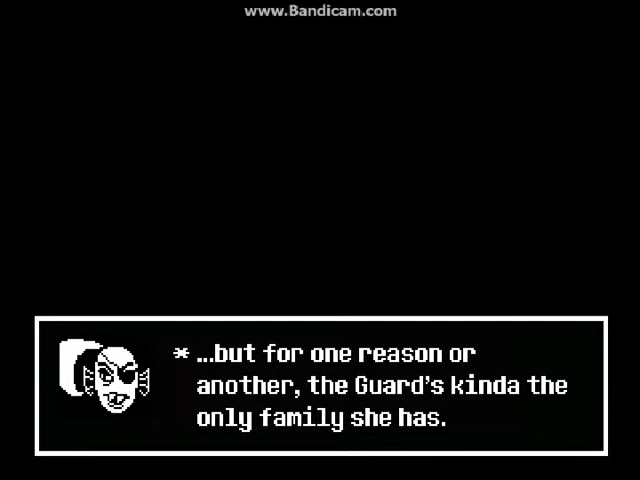 www.Bandicam.com
* ...but for one reason or
another, the Guard's kinda the
only family she has.